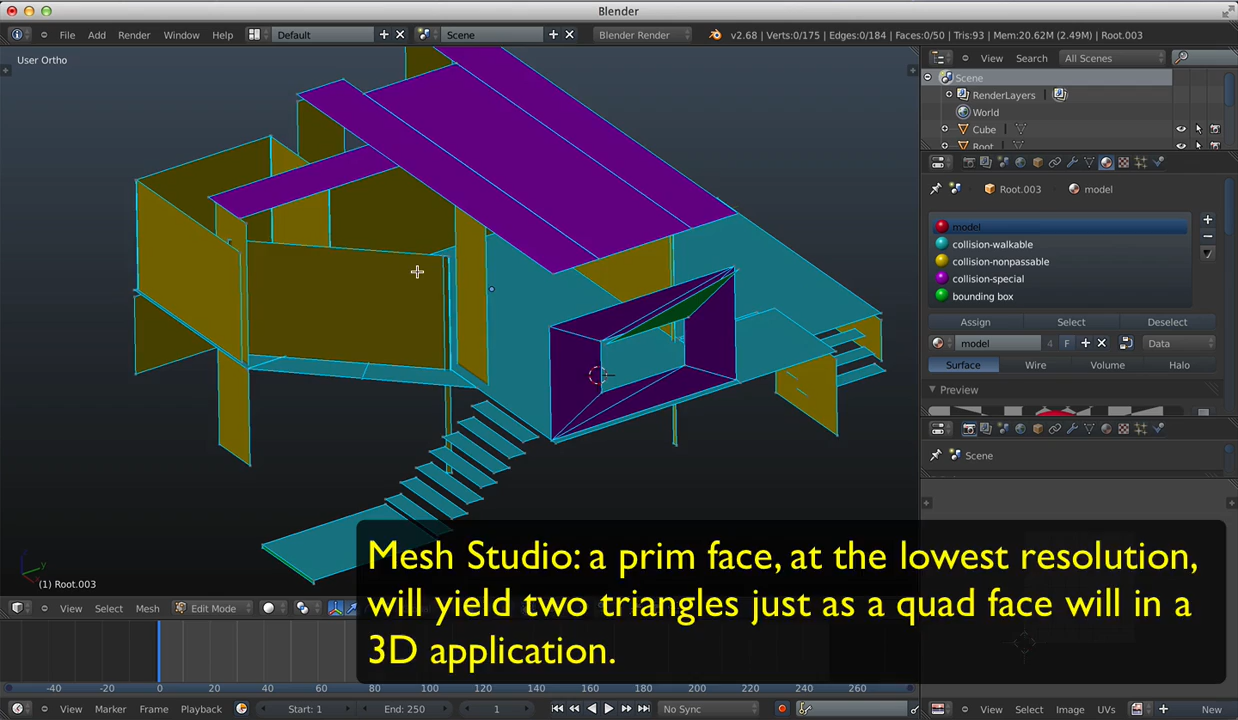 Blender
File Add Render Window Help Default Scene Blender Render v2.68 | Verts:0/175 | Edges:0/184 | Faces:0/50 | Tris:93 | Mem:20.62M (2.49M) | Root.003
User Ortho
View Search All Scenes
Scene
RenderLayers
World
Cube
Root
Root.003 model
model
collision-walkable
collision-nonpassable
collision-special
bounding box
Assign Select Deselect
model 4 F Data
Surface Wire Volume Halo
Preview
Scene
Mesh Studio: a prim face, at the lowest resolution,
will yield two triangles just as a quad face will in a
3D application.
(1) Root.003
View Select Mesh Edit Mode
-40 -20 0 20 40 60 80 100 120 140 160 180 200 220 240 260
View Marker Frame Playback Start: 1 End: 250 1 No Sync
View Select Image UVs New